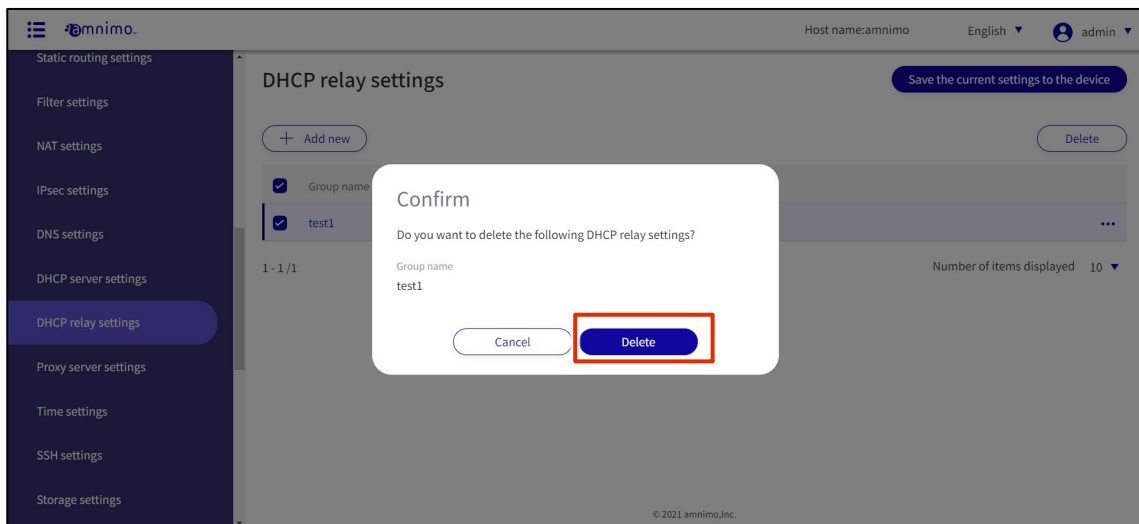 amnimo
Host name:amnimo
English
admin
Static routing settings
Filter settings
NAT settings
IPsec settings
DNS settings
DHCP server settings
DHCP relay settings
Proxy server settings
Time settings
SSH settings
Storage settings
DHCP relay settings
Save the current settings to the device
+ Add new
Delete
Group name
test1
...
1 - 1 /1
Number of items displayed 10
Confirm
Do you want to delete the following DHCP relay settings?
Group name
test1
Cancel
Delete
© 2021 amnimo,Inc.